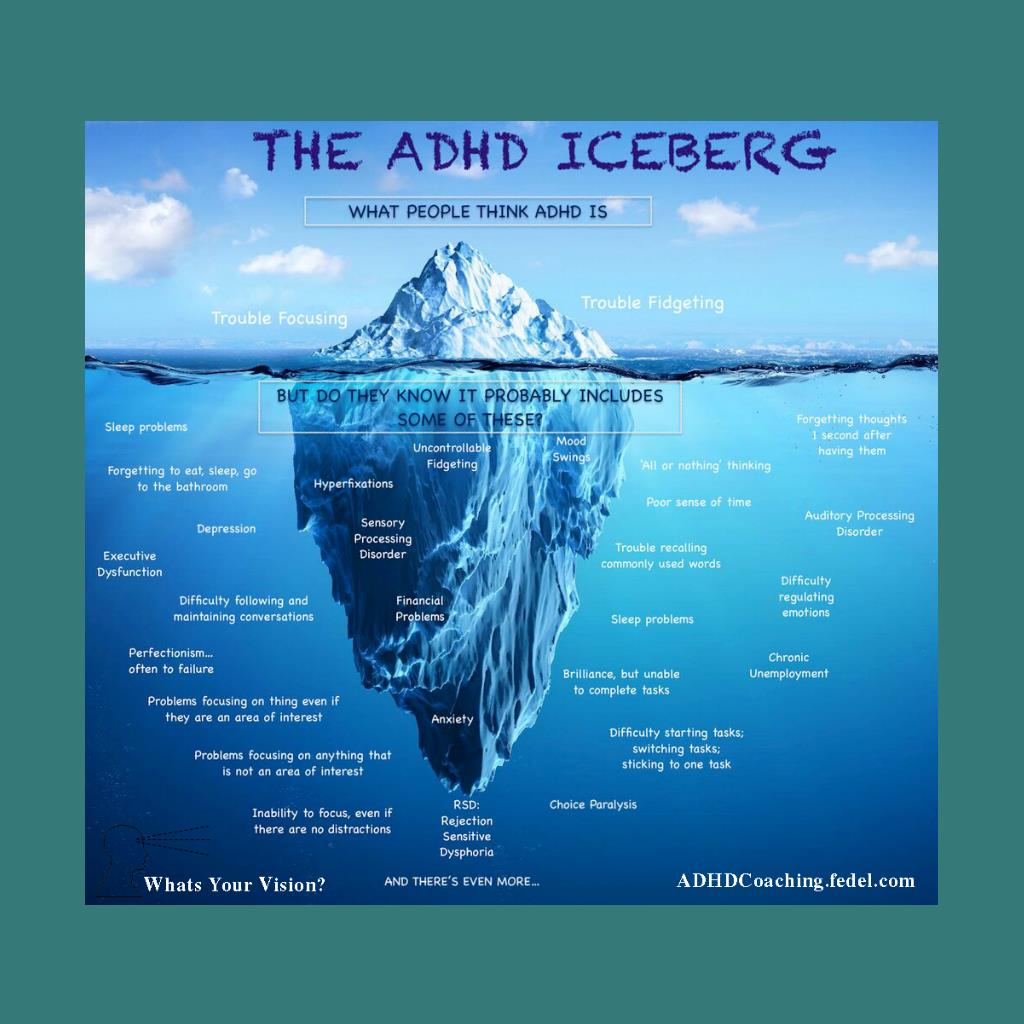 THE ADHD ICEBERG
WHAT PEOPLE THINK ADHD IS
Trouble Focusing
Trouble Fidgeting
BUT DO THEY KNOW IT PROBABLY INCLUDES
SOME OF THESE?
Sleep problems
Forgetting to eat, sleep, go
to the bathroom
Depression
Executive
Dysfunction
Difficulty following and
maintaining conversations
Perfectionism...
often to failure
Problems focusing on thing even if
they are an area of interest
Problems focusing on anything that
is not an area of interest
Inability to focus, even if
there are no distractions
Uncontrollable
Fidgeting
Mood
Swings
Hyperfixations
Sensory
Processing
Disorder
Financial
Problems
Anxiety
RSD:
Rejection
Sensitive
Dysphoria
'All or nothing' thinking
Poor sense of time
Trouble recalling
commonly used words
Sleep problems
Brilliance, but unable
to complete tasks
Difficulty starting tasks;
switching tasks;
sticking to one task
Choice Paralysis
Forgetting thoughts
1 second after
having them
Auditory Processing
Disorder
Difficulty
regulating
emotions
Chronic
Unemployment
Whats Your Vision?
AND THERE'S EVEN MORE...
ADHDCoaching.fedel.com